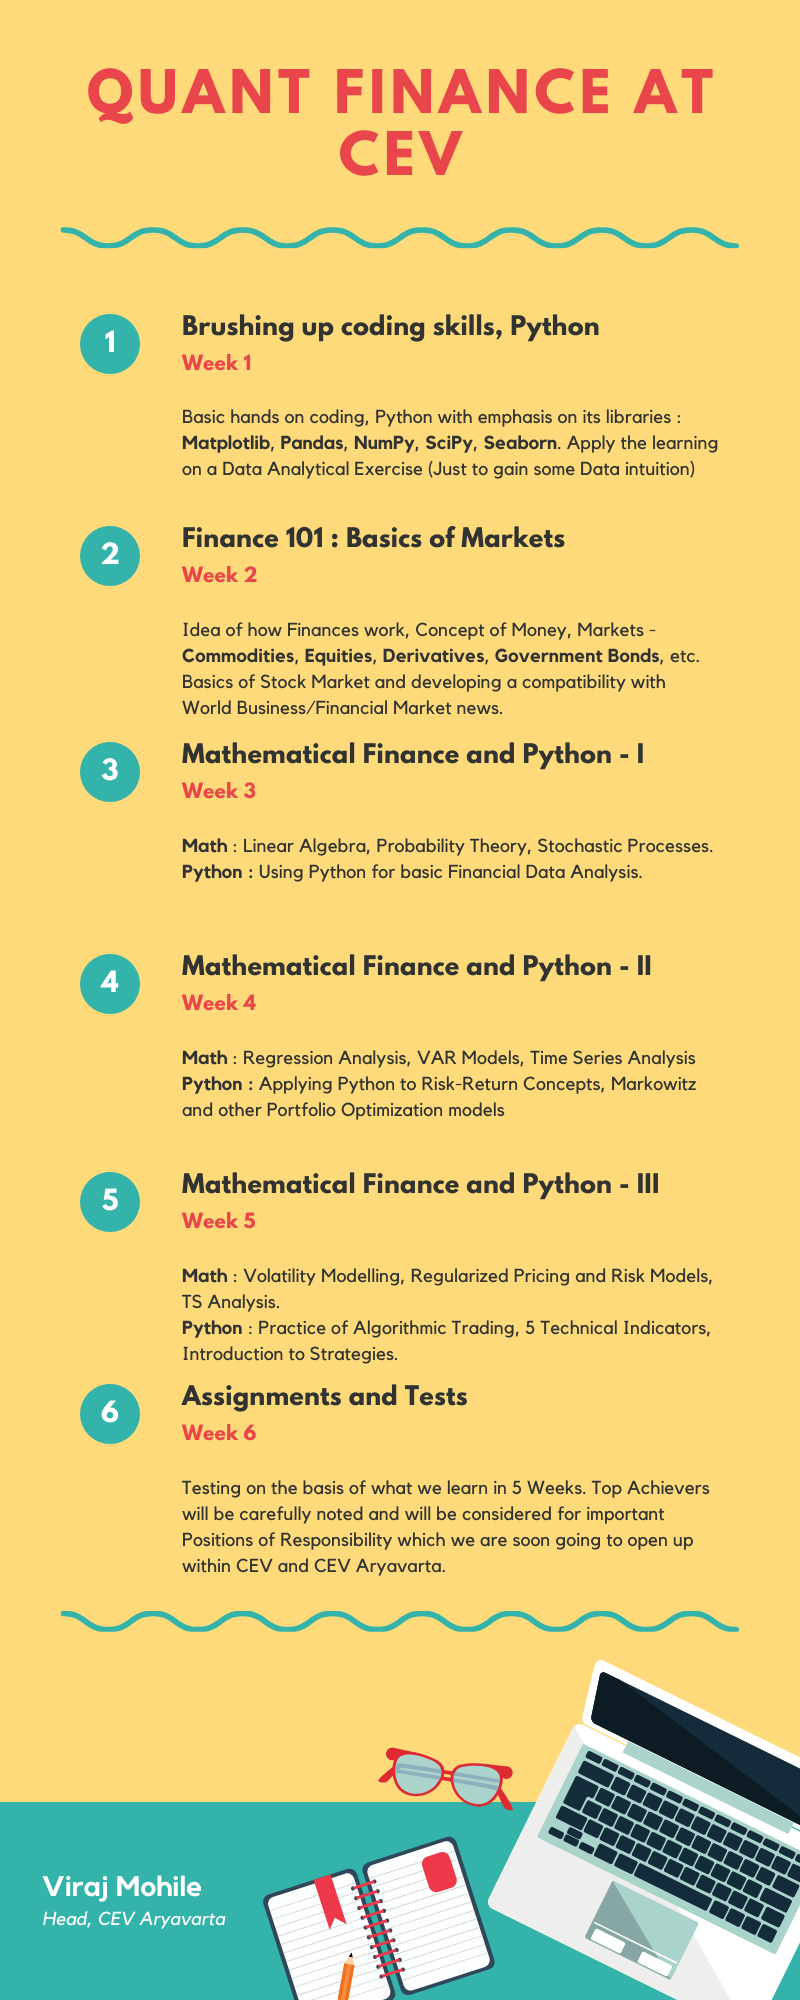 QUANT FINANCE AT
CEV
1
Brushing up coding skills, Python
Week 1
Basic hands on coding, Python with emphasis on its libraries :
Matplotlib, Pandas, NumPy, SciPy, Seaborn. Apply the learning
on a Data Analytical Exercise (Just to gain some Data intuition)
2
Finance 101 : Basics of Markets
Week 2
Idea of how Finances work, Concept of Money, Markets -
Commodities, Equities, Derivatives, Government Bonds, etc.
Basics of Stock Market and developing a compatibility with
World Business/Financial Market news.
3
Mathematical Finance and Python - I
Week 3
Math : Linear Algebra, Probability Theory, Stochastic Processes.
Python : Using Python for basic Financial Data Analysis.
4
Mathematical Finance and Python - II
Week 4
Math : Regression Analysis, VAR Models, Time Series Analysis
Python : Applying Python to Risk-Return Concepts, Markowitz
and other Portfolio Optimization models
5
Mathematical Finance and Python - III
Week 5
Math : Volatility Modelling, Regularized Pricing and Risk Models,
TS Analysis.
Python : Practice of Algorithmic Trading, 5 Technical Indicators,
Introduction to Strategies.
6
Assignments and Tests
Week 6
Testing on the basis of what we learn in 5 Weeks. Top Achievers
will be carefully noted and will be considered for important
Positions of Responsibility which we are soon going to open up
within CEV and CEV Aryavarta.
Viraj Mohile
Head, CEV Aryavarta